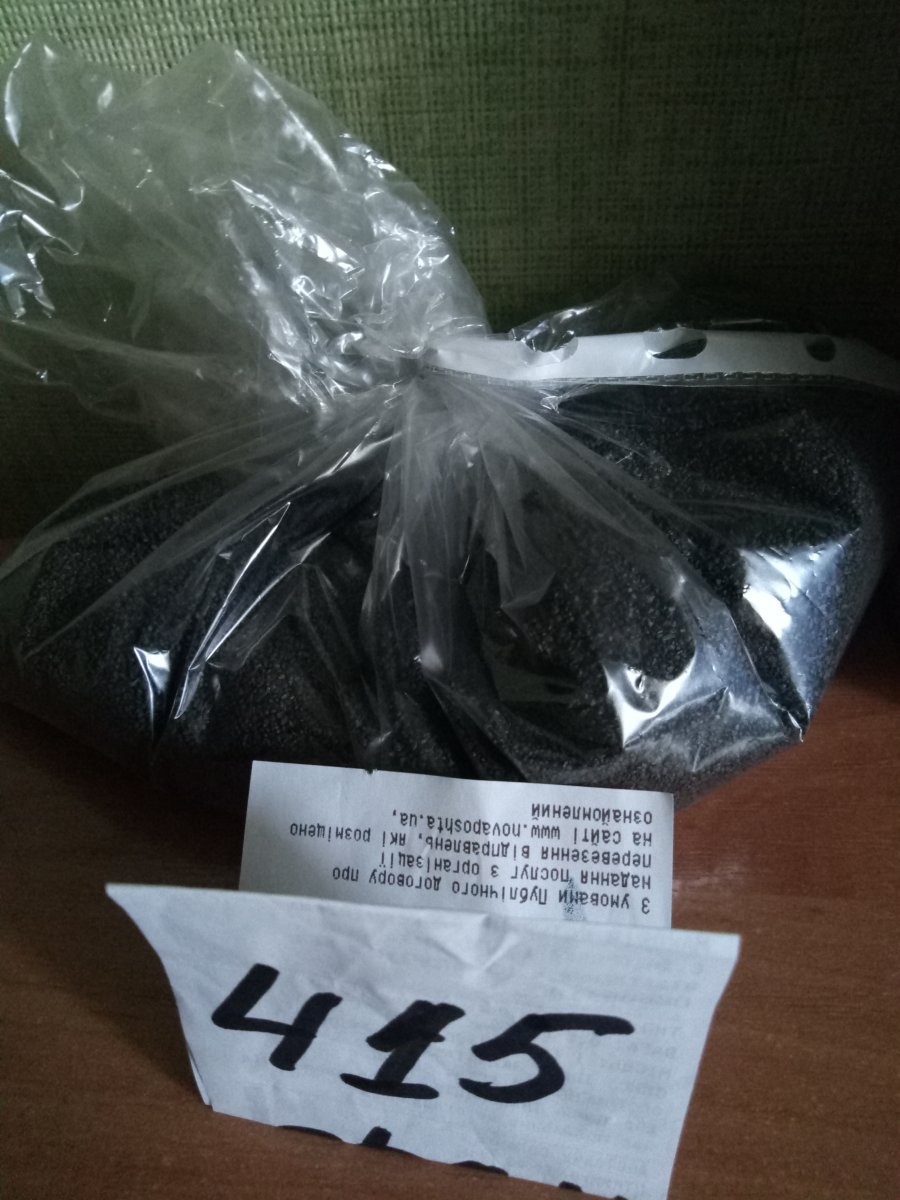 З умовами Публічного договору про
надання послуг з організації
перевезення відправлень, які розміщено
на сайті www.novaposhta.ua,
ознайомлений
415